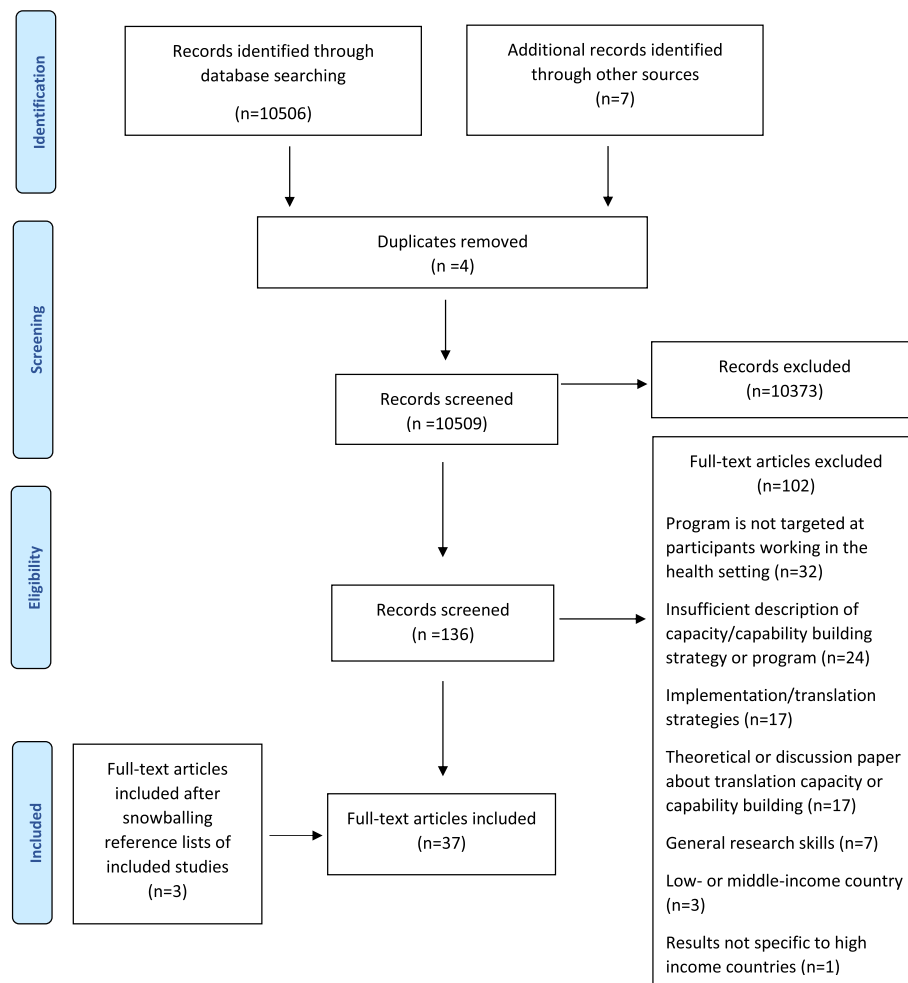 Identification
Records identified through
database searching
(n=10506)
Additional records identified
through other sources
(n=7)
Screening
Duplicates removed
(n =4)
Records screened
(n =10509)
Records excluded
(n=10373)
Eligibility
Records screened
(n =136)
Full-text articles excluded
(n=102)
Program is not targeted at
participants working in the
health setting (n=32)
Insufficient description of
capacity/capability building
strategy or program (n=24)
Implementation/translation
strategies (n=17)
Theoretical or discussion paper
about translation capacity or
capability building (n=17)
General research skills (n=7)
Low- or middle-income country
(n=3)
Results not specific to high
income countries (n=1)
Included
Full-text articles
included after
snowballing
reference lists of
included studies
(n=3)
Full-text articles included
(n=37)